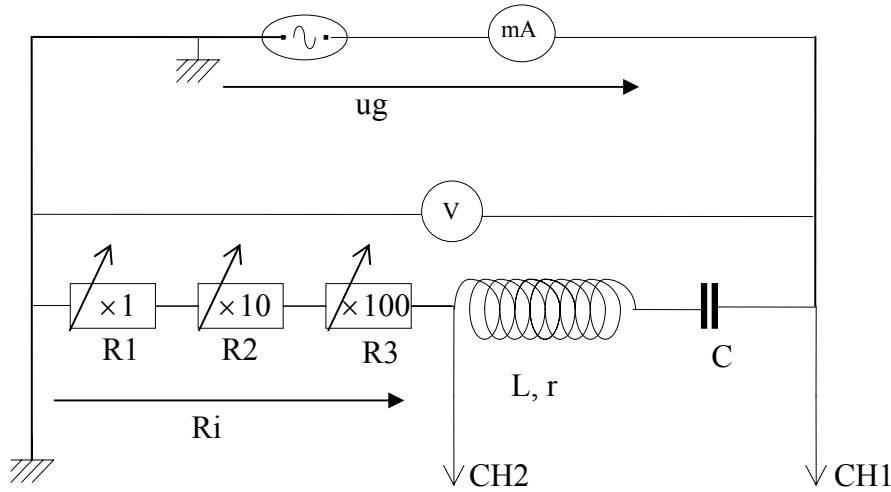 mA
ug
V
×1 ×10 ×100
R1 R2 R3
C
L, r
Ri
CH2 CH1